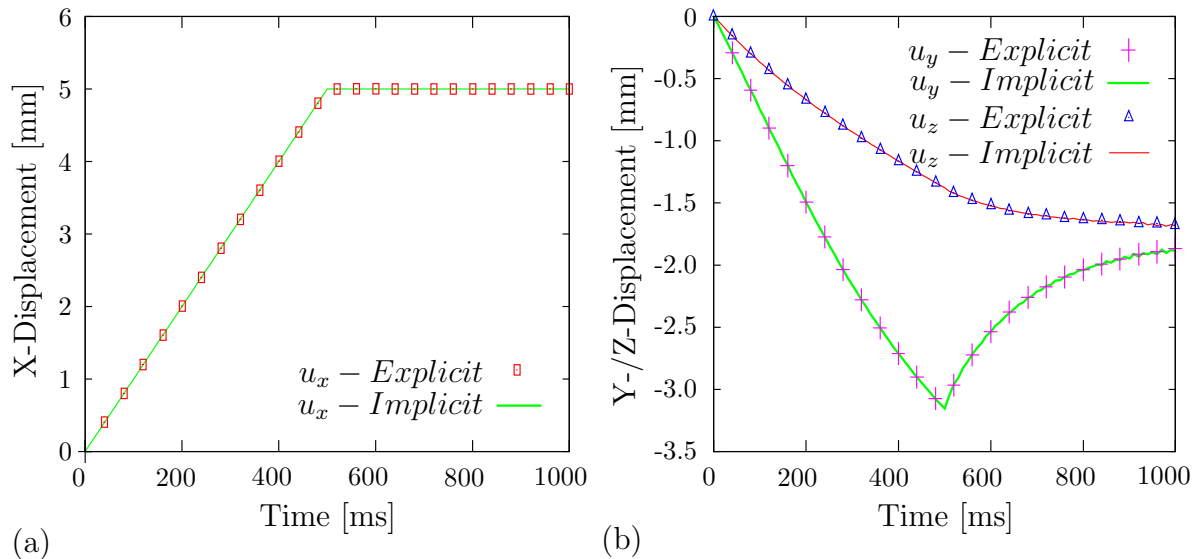 6
5
4
3
2
1
0
X-Displacement [mm]
u_x − Explicit
u_x − Implicit
0 200 400 600 800 1000
Time [ms]
(a)
0
-0.5
-1.0
-1.5
-2.0
-2.5
-3.0
-3.5
Y-/Z-Displacement [mm]
u_y − Explicit
u_y − Implicit
u_z − Explicit
u_z − Implicit
0 200 400 600 800 1000
Time [ms]
(b)